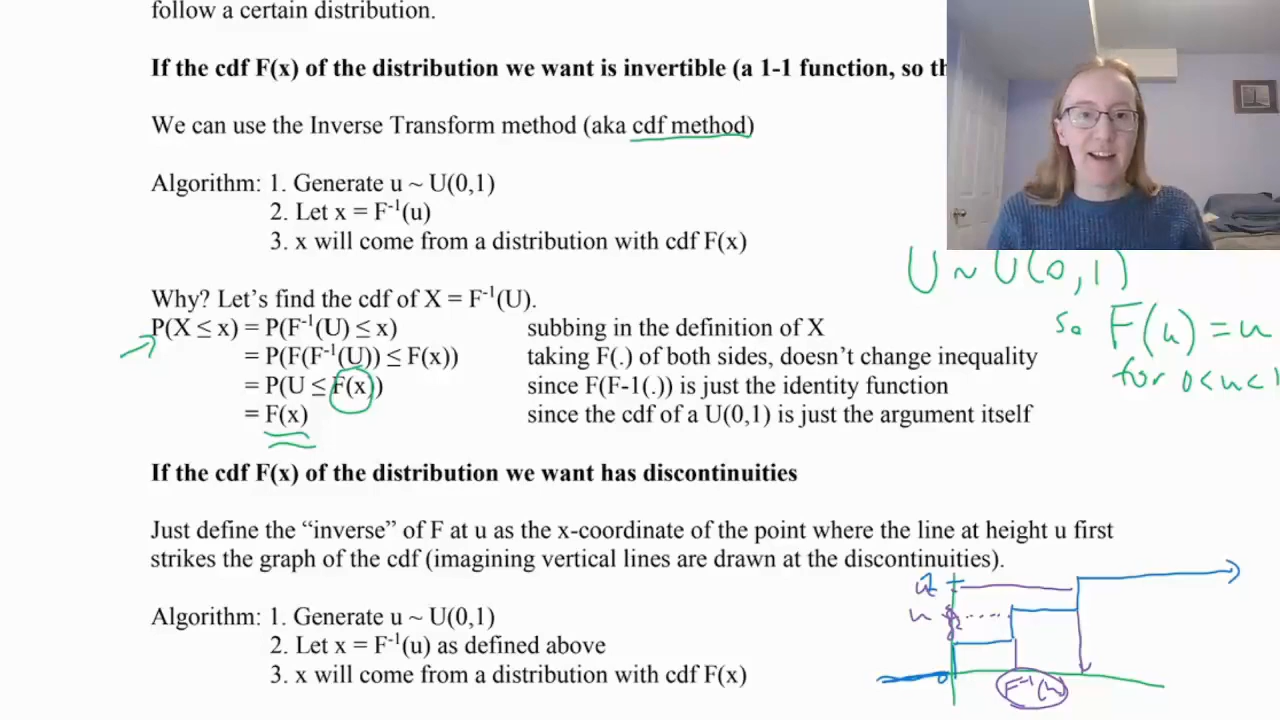 follow a certain distribution.
If the cdf F(x) of the distribution we want is invertible (a 1-1 function, so th
We can use the Inverse Transform method (aka cdf method)
Algorithm: 1. Generate u ~ U(0,1)
2. Let x = F⁻¹(u)
3. x will come from a distribution with cdf F(x)
U ~ U(0,1)
Why? Let’s find the cdf of X = F⁻¹(U).
P(X ≤ x) = P(F⁻¹(U) ≤ x) subbing in the definition of X
so F(u) = u
= P(F(F⁻¹(U)) ≤ F(x)) taking F(.) of both sides, doesn’t change inequality
for 0<u<1
= P(U ≤ F(x)) since F(F-1(.)) is just the identity function
= F(x) since the cdf of a U(0,1) is just the argument itself
If the cdf F(x) of the distribution we want has discontinuities
Just define the “inverse” of F at u as the x-coordinate of the point where the line at height u first
strikes the graph of the cdf (imagining vertical lines are drawn at the discontinuities).
Algorithm: 1. Generate u ~ U(0,1)
2. Let x = F⁻¹(u) as defined above
3. x will come from a distribution with cdf F(x)
u
F⁻¹(u)